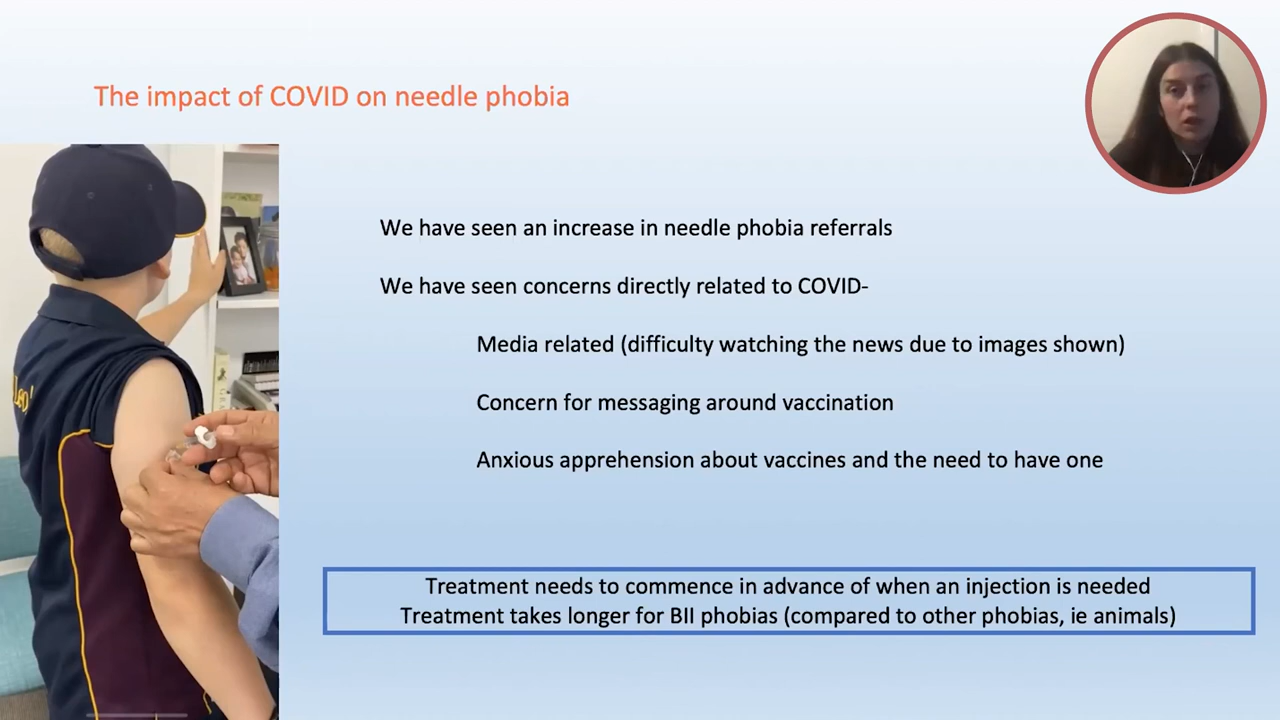 The impact of COVID on needle phobia
We have seen an increase in needle phobia referrals
We have seen concerns directly related to COVID-
Media related (difficulty watching the news due to images shown)
Concern for messaging around vaccination
Anxious apprehension about vaccines and the need to have one
Treatment needs to commence in advance of when an injection is needed
Treatment takes longer for BII phobias (compared to other phobias, ie animals)